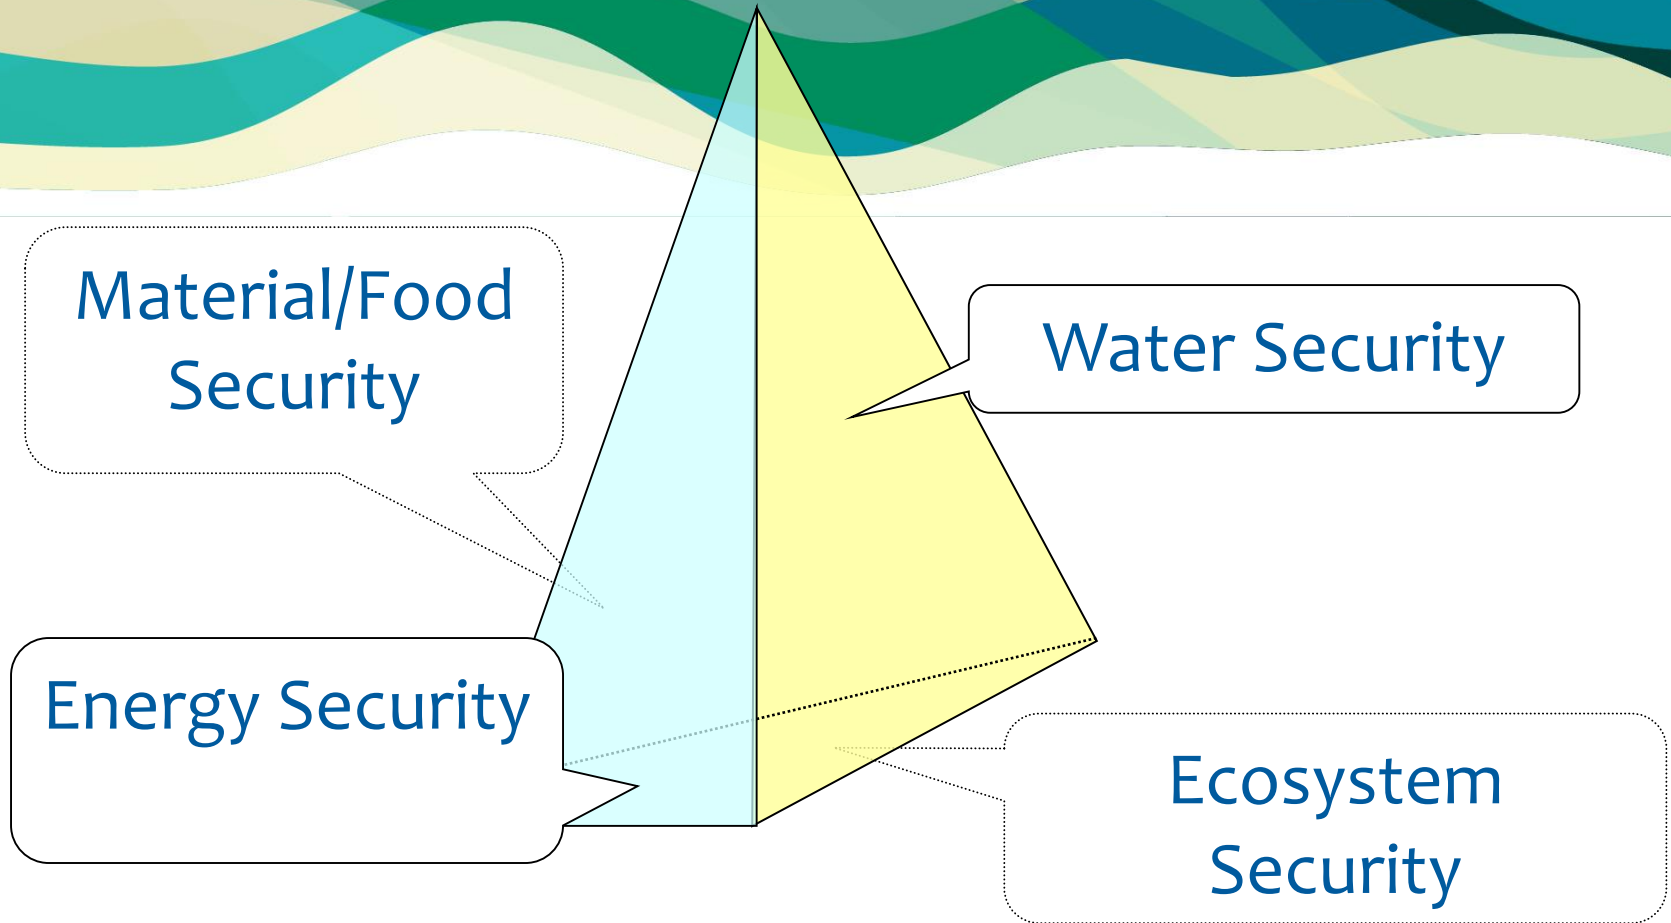 Material/Food
Security
Water Security
Energy Security
Ecosystem
Security